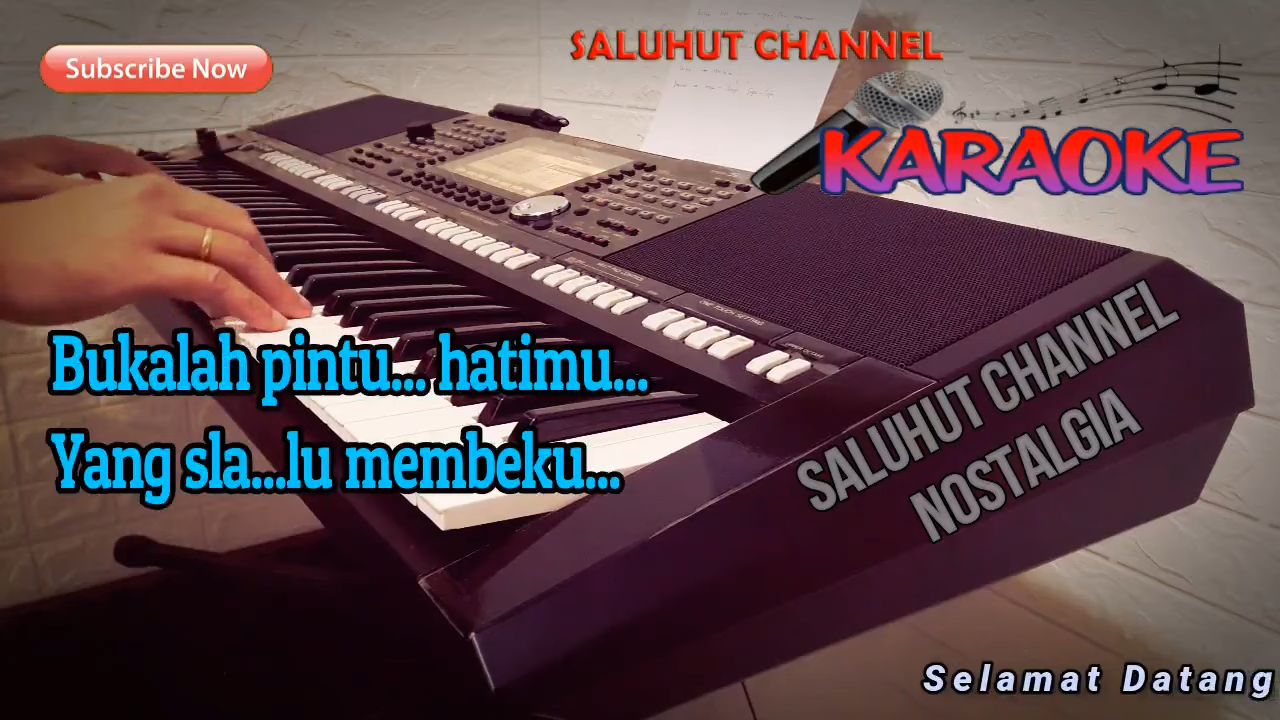 SALUHUT CHANNEL
Subscribe Now
KARAOKE
Bukalah pintu... hatimu...
Yang sla...lu membeku...
SALUHUT CHANNEL
NOSTALGIA
Selamat Datang